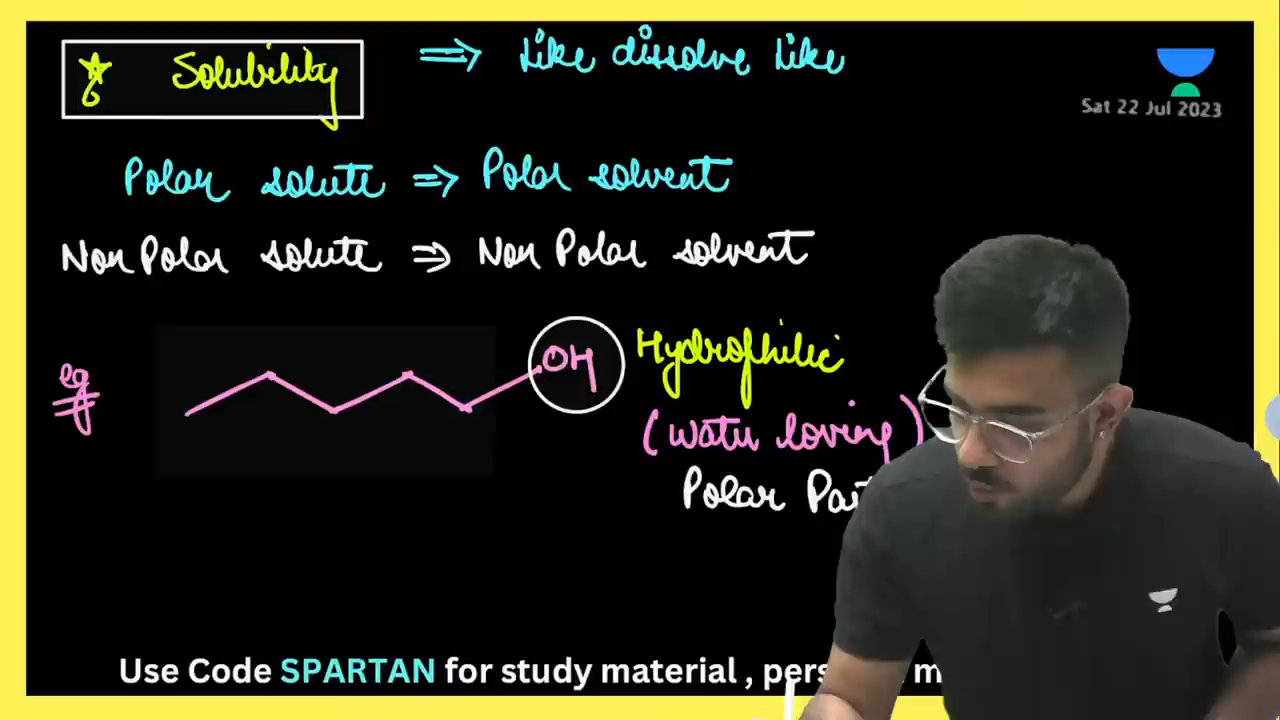 Solubility ⇒ Like dissolve Like
Sat 22 Jul 2023
Polar solute ⇒ Polar solvent
Non Polar solute ⇒ Non Polar solvent
eg
OH
Hydrophilic
(water loving)
Polar
Use Code SPARTAN for study material ,